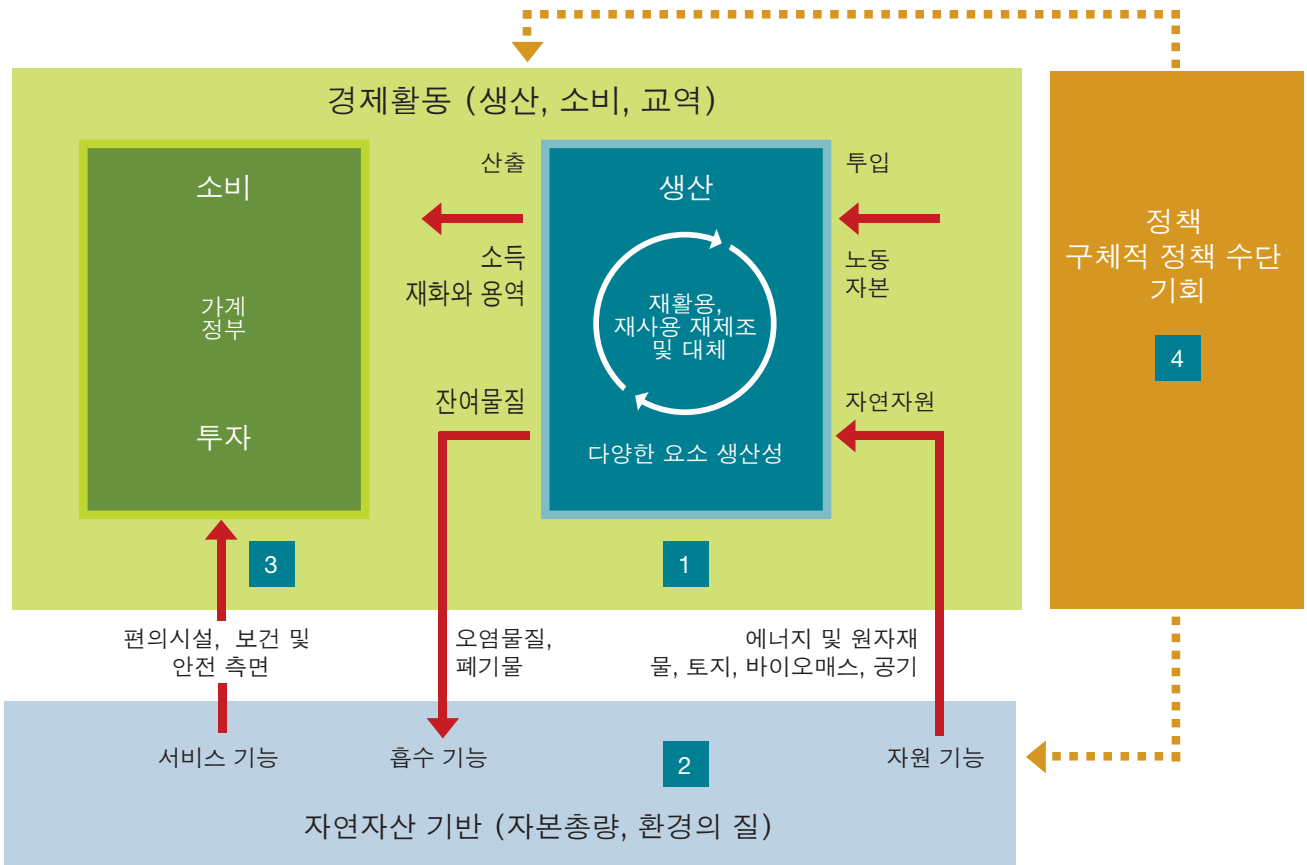 경제활동 (생산, 소비, 교역)
소비
가계
정부
투자
산출
소득
재화와 용역
잔여물질
생산
재활용,
재사용 재제조
및 대체
다양한 요소 생산성
투입
노동
자본
자연자원
정책
구체적 정책 수단
기회
4
3
1
편의시설, 보건 및
안전 측면
오염물질,
폐기물
에너지 및 원자재
물, 토지, 바이오매스, 공기
서비스 기능
흡수 기능
2
자원 기능
자연자산 기반 (자본총량, 환경의 질)